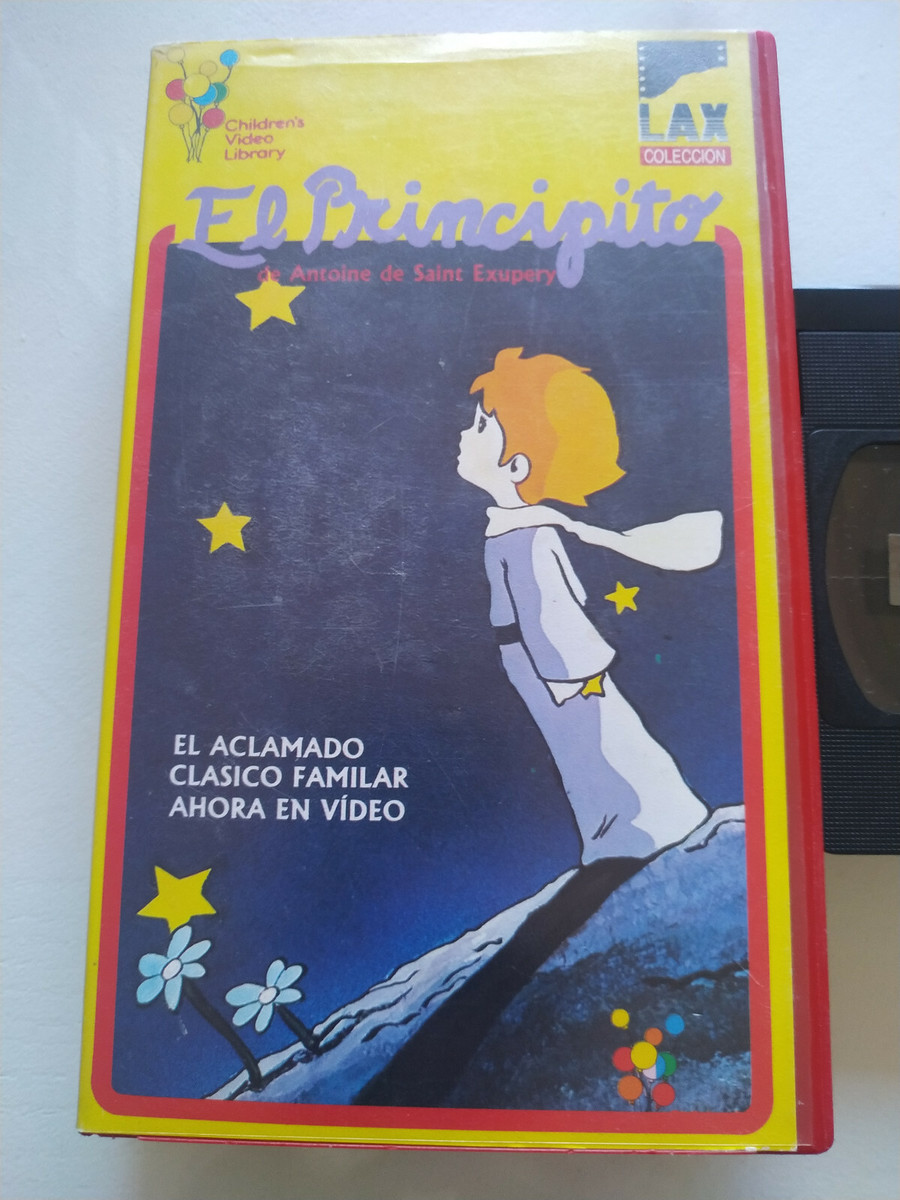 Children's
Video
Library
LAX
COLECCION
El Principito
de Antoine de Saint Exupery
EL ACLAMADO
CLASICO FAMILAR
AHORA EN VÍDEO